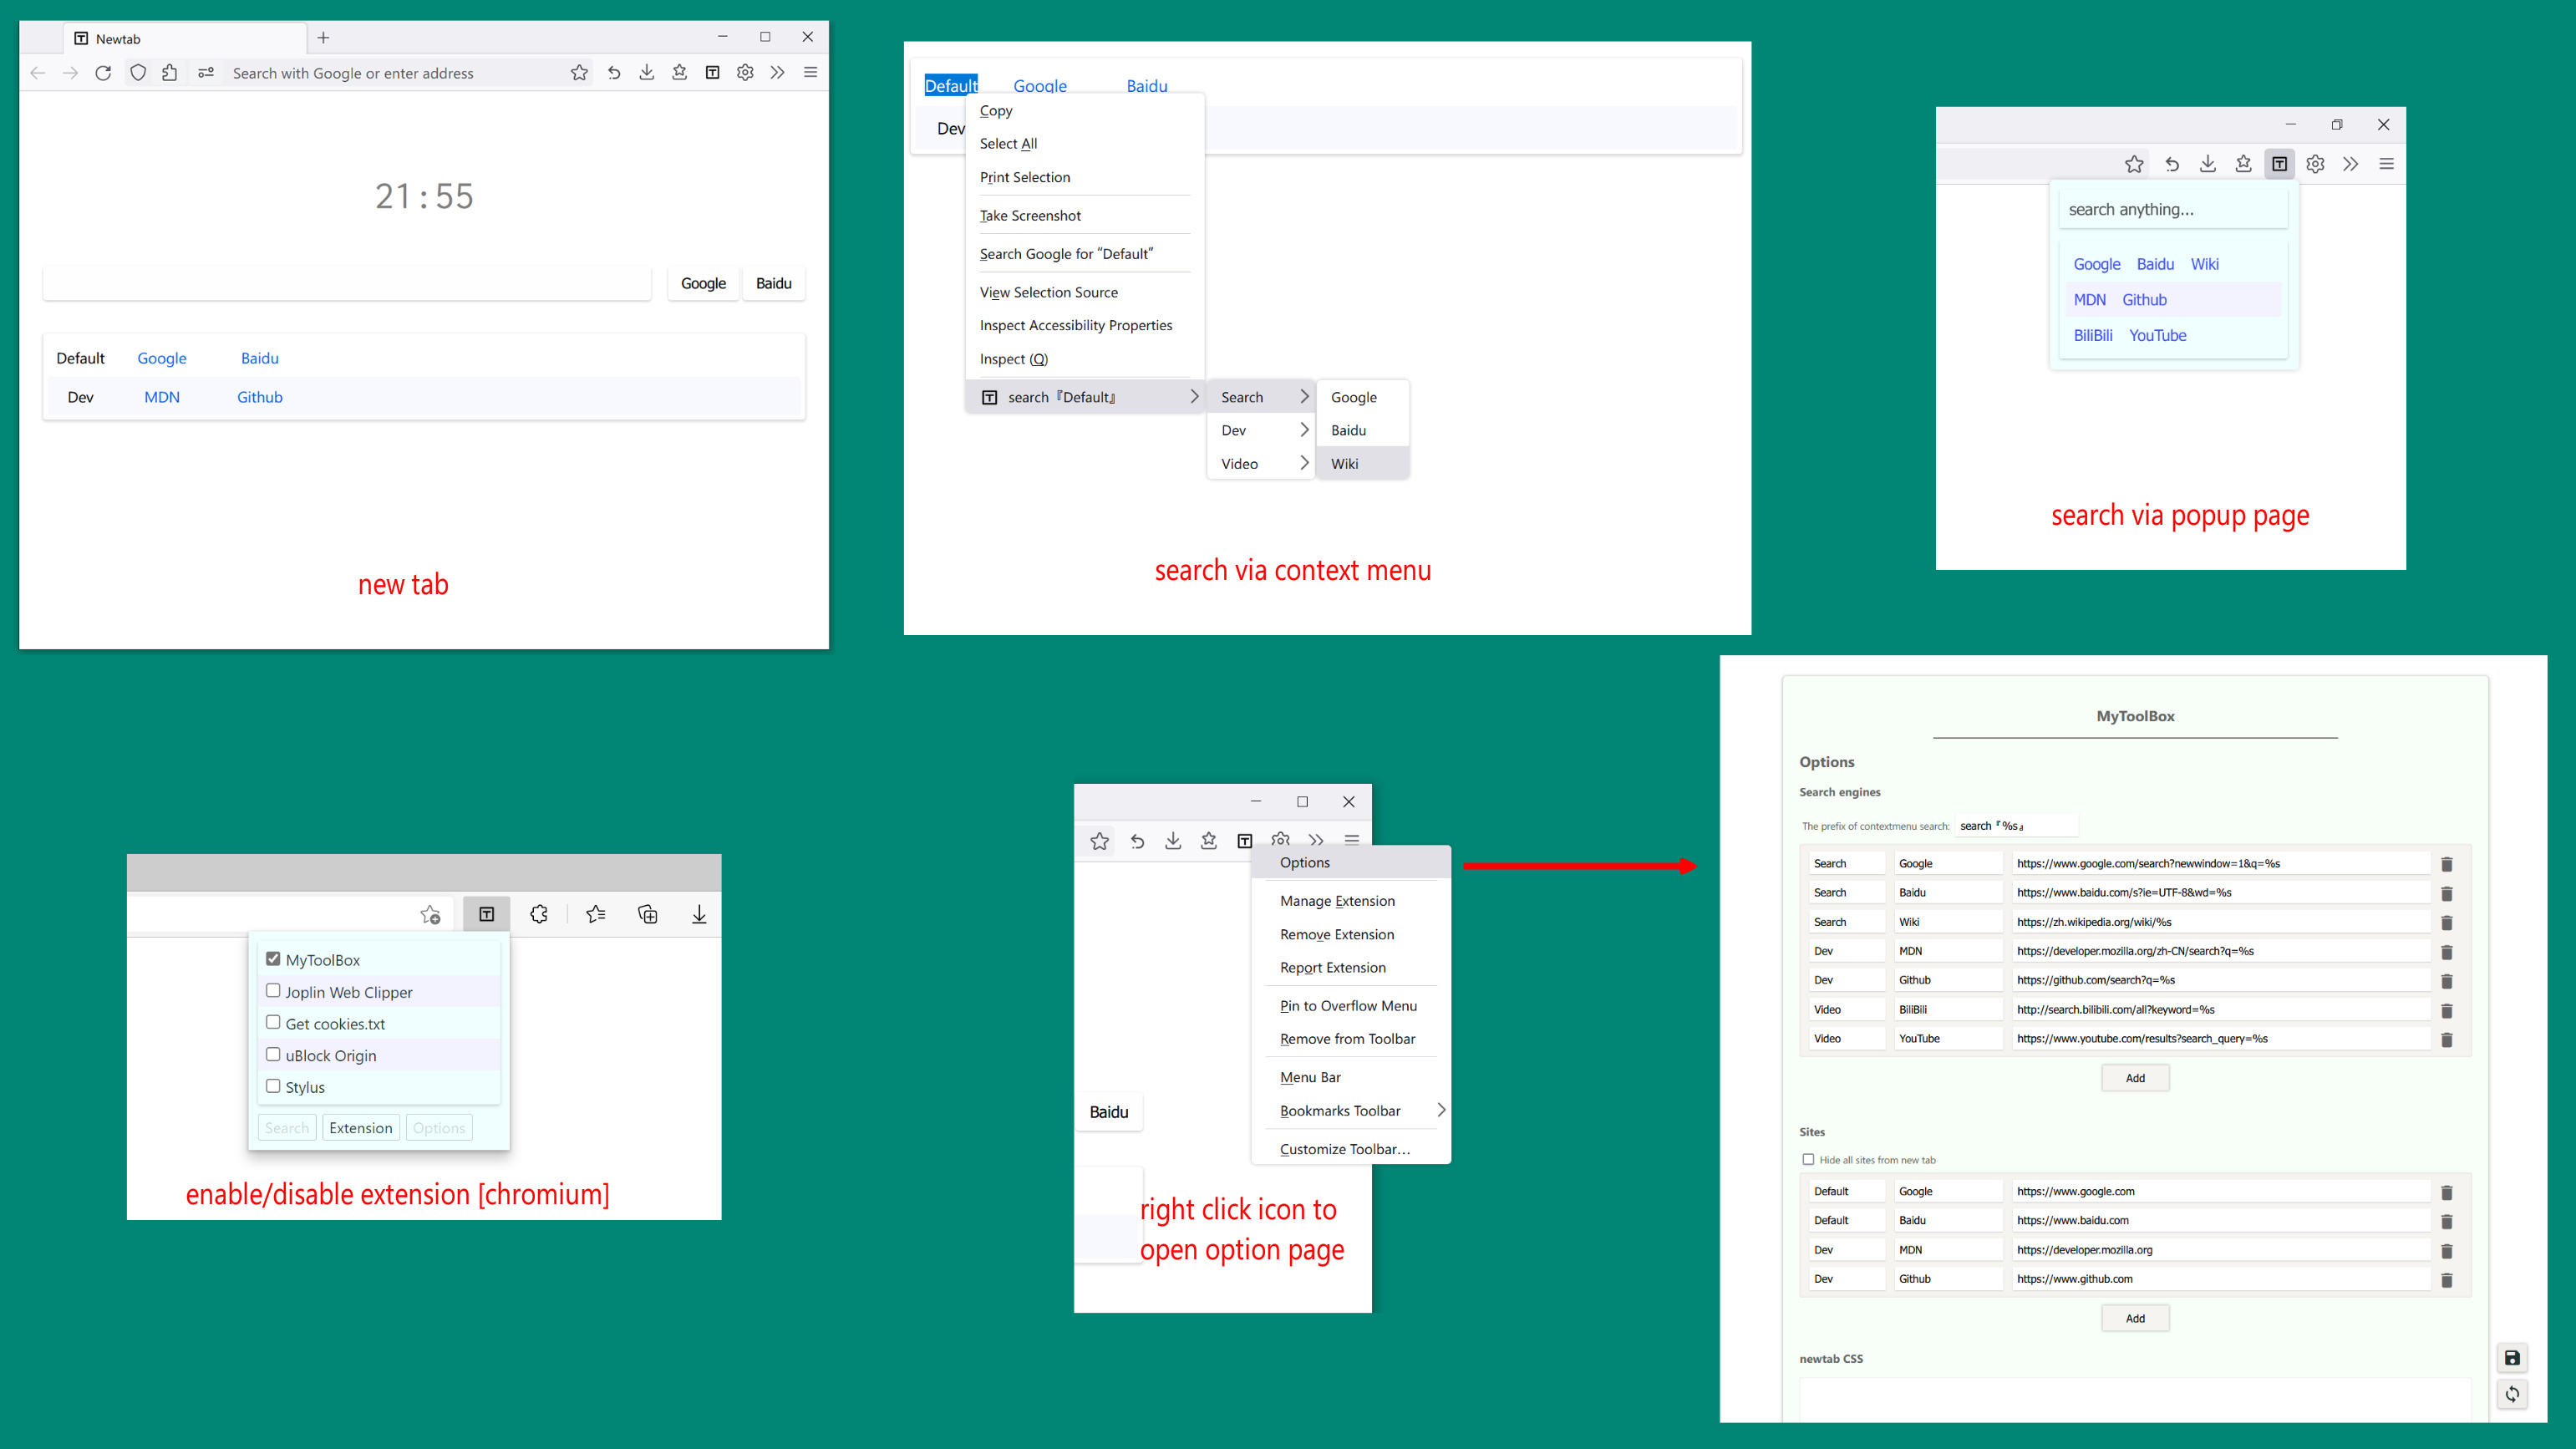 Newtab
Search with Google or enter address
21:55
Google Baidu
Default Google Baidu
Dev MDN Github
new tab
Default Google Baidu
Dev
Copy
Select All
Print Selection
Take Screenshot
Search Google for “Default”
View Selection Source
Inspect Accessibility Properties
Inspect (Q)
search『Default』
Search
Dev
Video
Google
Baidu
Wiki
search via context menu
search anything...
Google Baidu Wiki
MDN Github
BiliBili YouTube
search via popup page
MyToolBox
Joplin Web Clipper
Get cookies.txt
uBlock Origin
Stylus
Search Extension Options
enable/disable extension [chromium]
Options
Manage Extension
Remove Extension
Report Extension
Pin to Overflow Menu
Remove from Toolbar
Menu Bar
Bookmarks Toolbar
Customize Toolbar...
Baidu
right click icon to
open option page
MyToolBox
Options
Search engines
The prefix of contextmenu search: search『%s』
Search Google https://www.google.com/search?newwindow=1&q=%s
Search Baidu https://www.baidu.com/s?ie=UTF-8&wd=%s
Search Wiki https://zh.wikipedia.org/wiki/%s
Dev MDN https://developer.mozilla.org/zh-CN/search?q=%s
Dev Github https://github.com/search?q=%s
Video BiliBili http://search.bilibili.com/all?keyword=%s
Video YouTube https://www.youtube.com/results?search_query=%s
Add
Sites
Hide all sites from new tab
Default Google https://www.google.com
Default Baidu https://www.baidu.com
Dev MDN https://developer.mozilla.org
Dev Github https://www.github.com
Add
newtab CSS